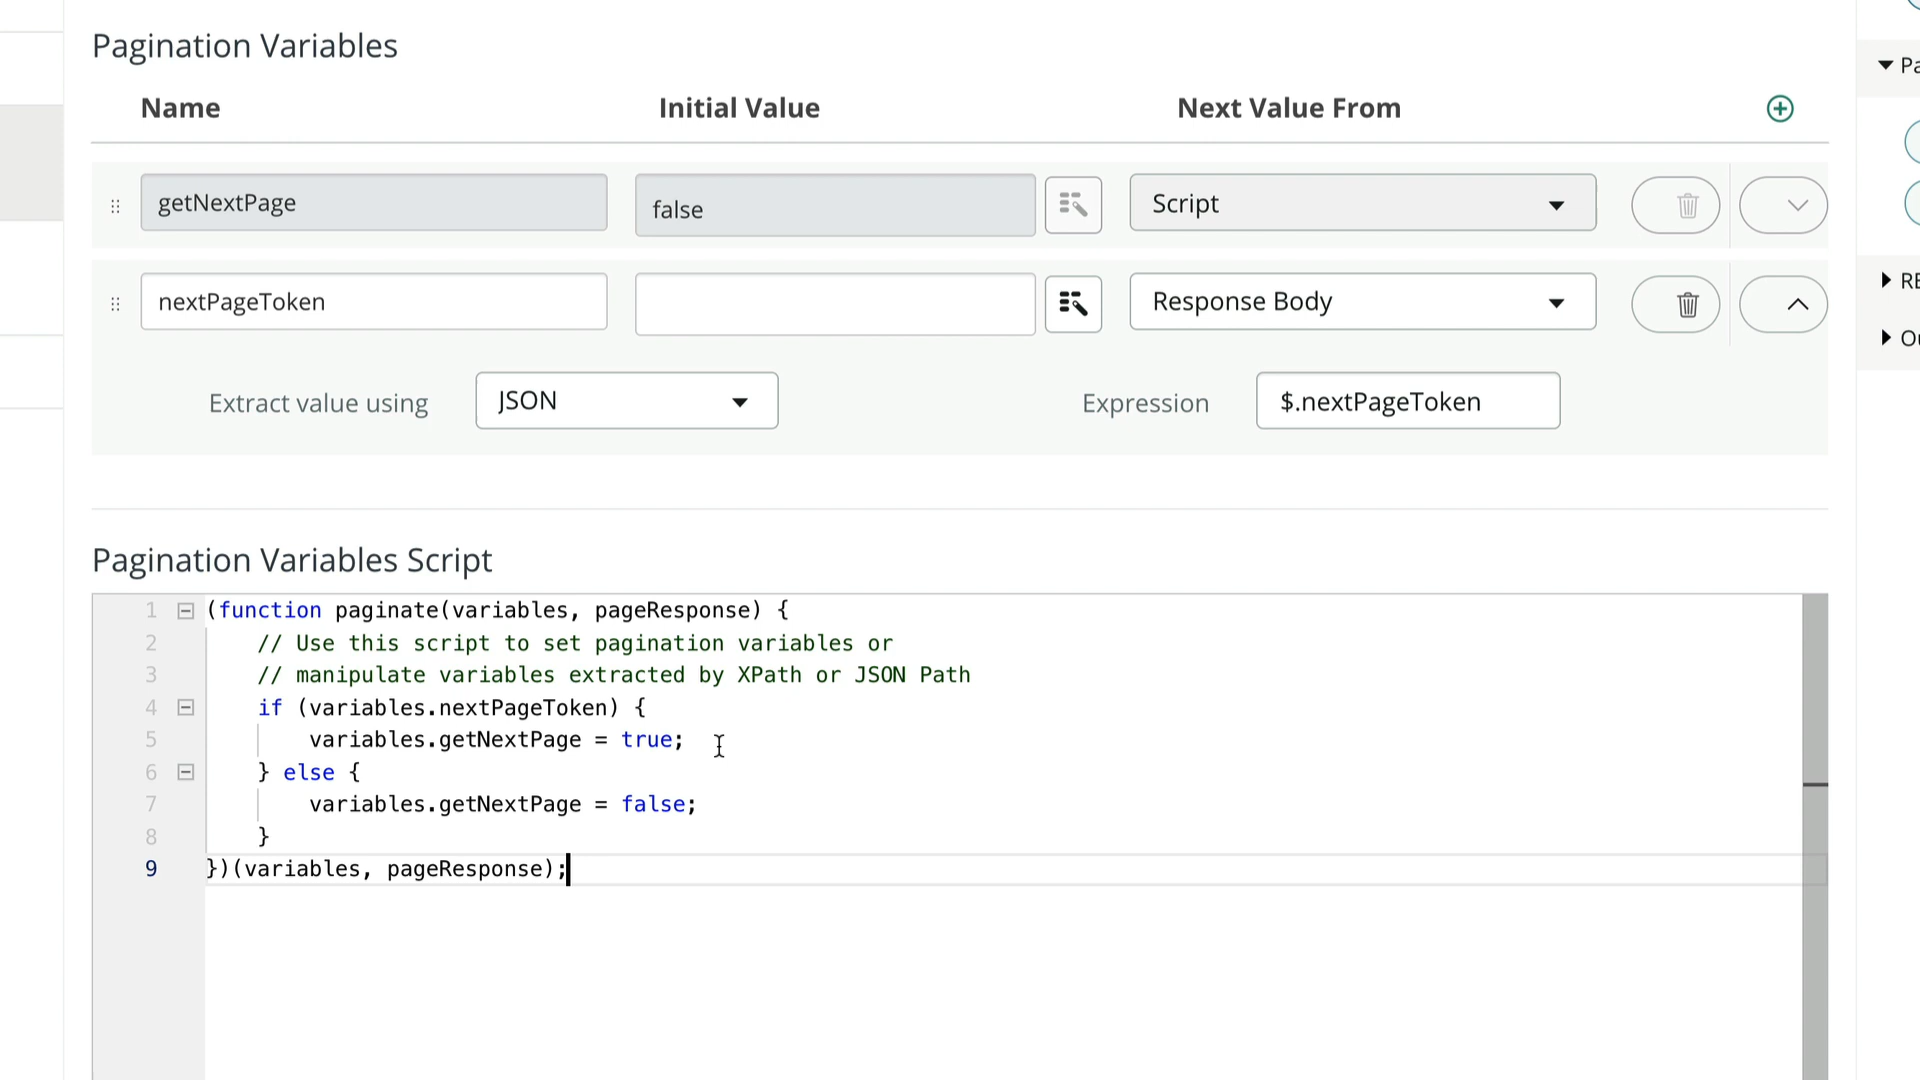 Pagination Variables
Name Initial Value Next Value From
getNextPage false Script
nextPageToken Response Body
Extract value using JSON Expression $.nextPageToken
Pagination Variables Script
1 (function paginate(variables, pageResponse) {
2 // Use this script to set pagination variables or
3 // manipulate variables extracted by XPath or JSON Path
4 if (variables.nextPageToken) {
5 variables.getNextPage = true;
6 } else {
7 variables.getNextPage = false;
8 }
9 })(variables, pageResponse);